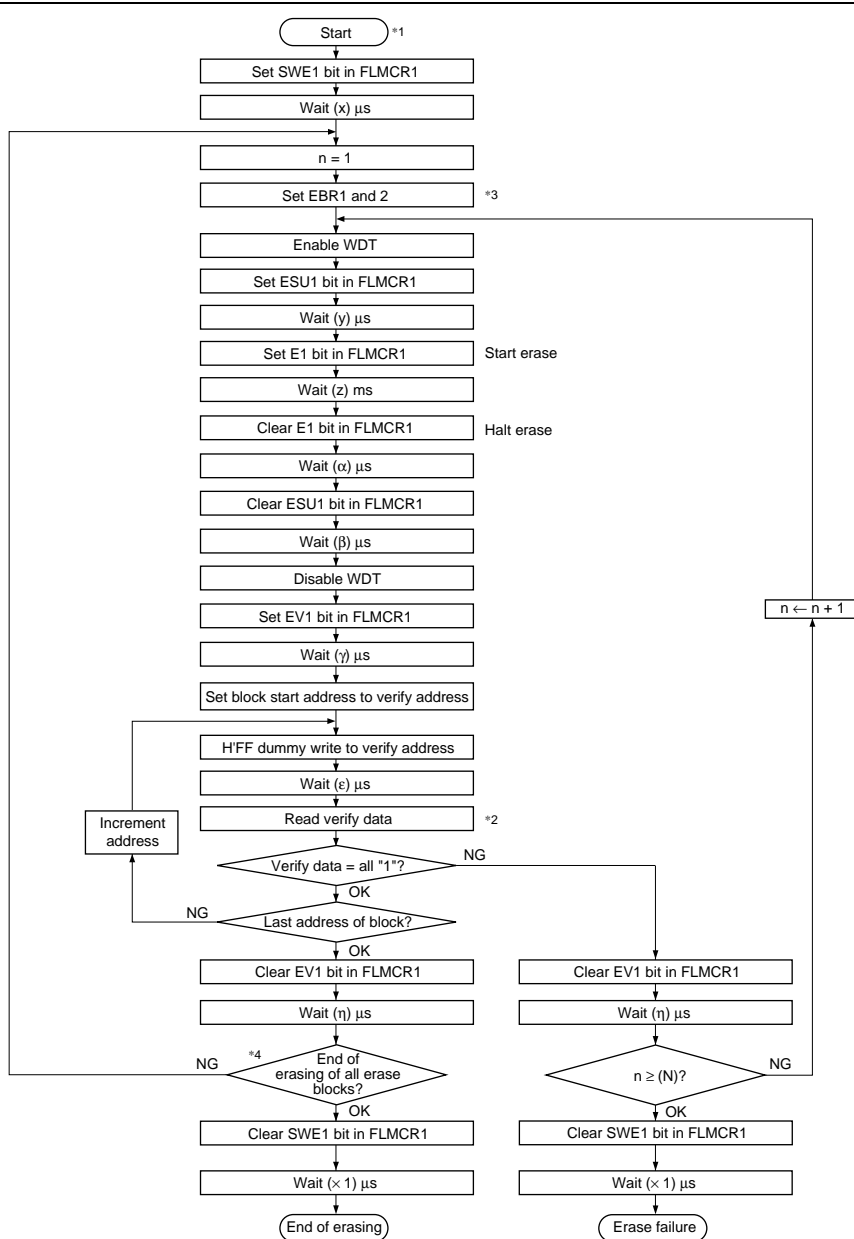 Start *1
Set SWE1 bit in FLMCR1
Wait (x) μs
n = 1
Set EBR1 and 2 *3
Enable WDT
Set ESU1 bit in FLMCR1
Wait (y) μs
Set E1 bit in FLMCR1 Start erase
Wait (z) ms
Clear E1 bit in FLMCR1 Halt erase
Wait (α) μs
Clear ESU1 bit in FLMCR1
Wait (β) μs
Disable WDT
Set EV1 bit in FLMCR1
n ← n + 1
Wait (γ) μs
Set block start address to verify address
H'FF dummy write to verify address
Wait (ε) μs
Increment
address
Read verify data *2
Verify data = all "1"? NG
OK
NG Last address of block?
OK
Clear EV1 bit in FLMCR1 Clear EV1 bit in FLMCR1
Wait (η) μs Wait (η) μs
NG *4 End of
erasing of all erase
blocks?
n ≥ (N)? NG
OK OK
Clear SWE1 bit in FLMCR1 Clear SWE1 bit in FLMCR1
Wait (× 1) μs Wait (× 1) μs
End of erasing Erase failure